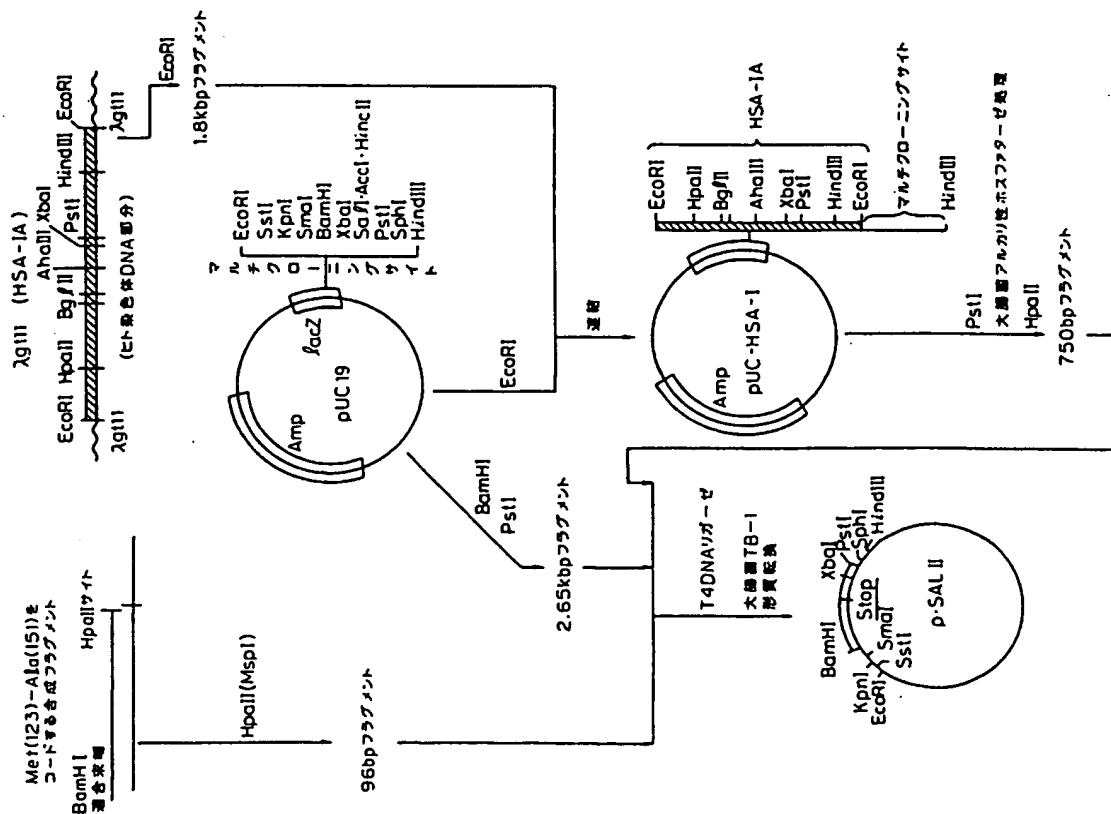 λgt11 (HSA-IA)
EcoRI HpaII BglII AhaIII XbaI PstI HindIII EcoRI
λgt11
(ヒト染色体DNA部分)
λgt11
EcoRI
1.8kbpフラグメント
Met(123)-Ala(151)を
コードする合成フラグメント
BamHI
適合末端
HpaIIサイト
HpaII(MspI)
96bpフラグメント
マルチクローニングサイト
EcoRI
SstI
KpnI
SmaI
BamHI
XbaI
SalI・AccI・HincII
PstI
SphI
HindIII
Amp
lacZ
pUC19
BamHI
PstI
2.65kbpフラグメント
EcoRI
連結
Amp
pUC-HSA-I
EcoRI
HpaII
BglII
AhaIII
XbaI
PstI
HindIII
EcoRI
HSA-IA
マルチクローニングサイト
HindIII
PstI
大腸菌アルカリ性ホスファターゼ処理
HpaII
750bpフラグメント
T4DNAリガーゼ
大腸菌TB-1
形質転換
BamHI
XbaI
PstI
SphI
HindIII
KpnI
EcoRI
Stop
SmaI
SstI
p・SAL II